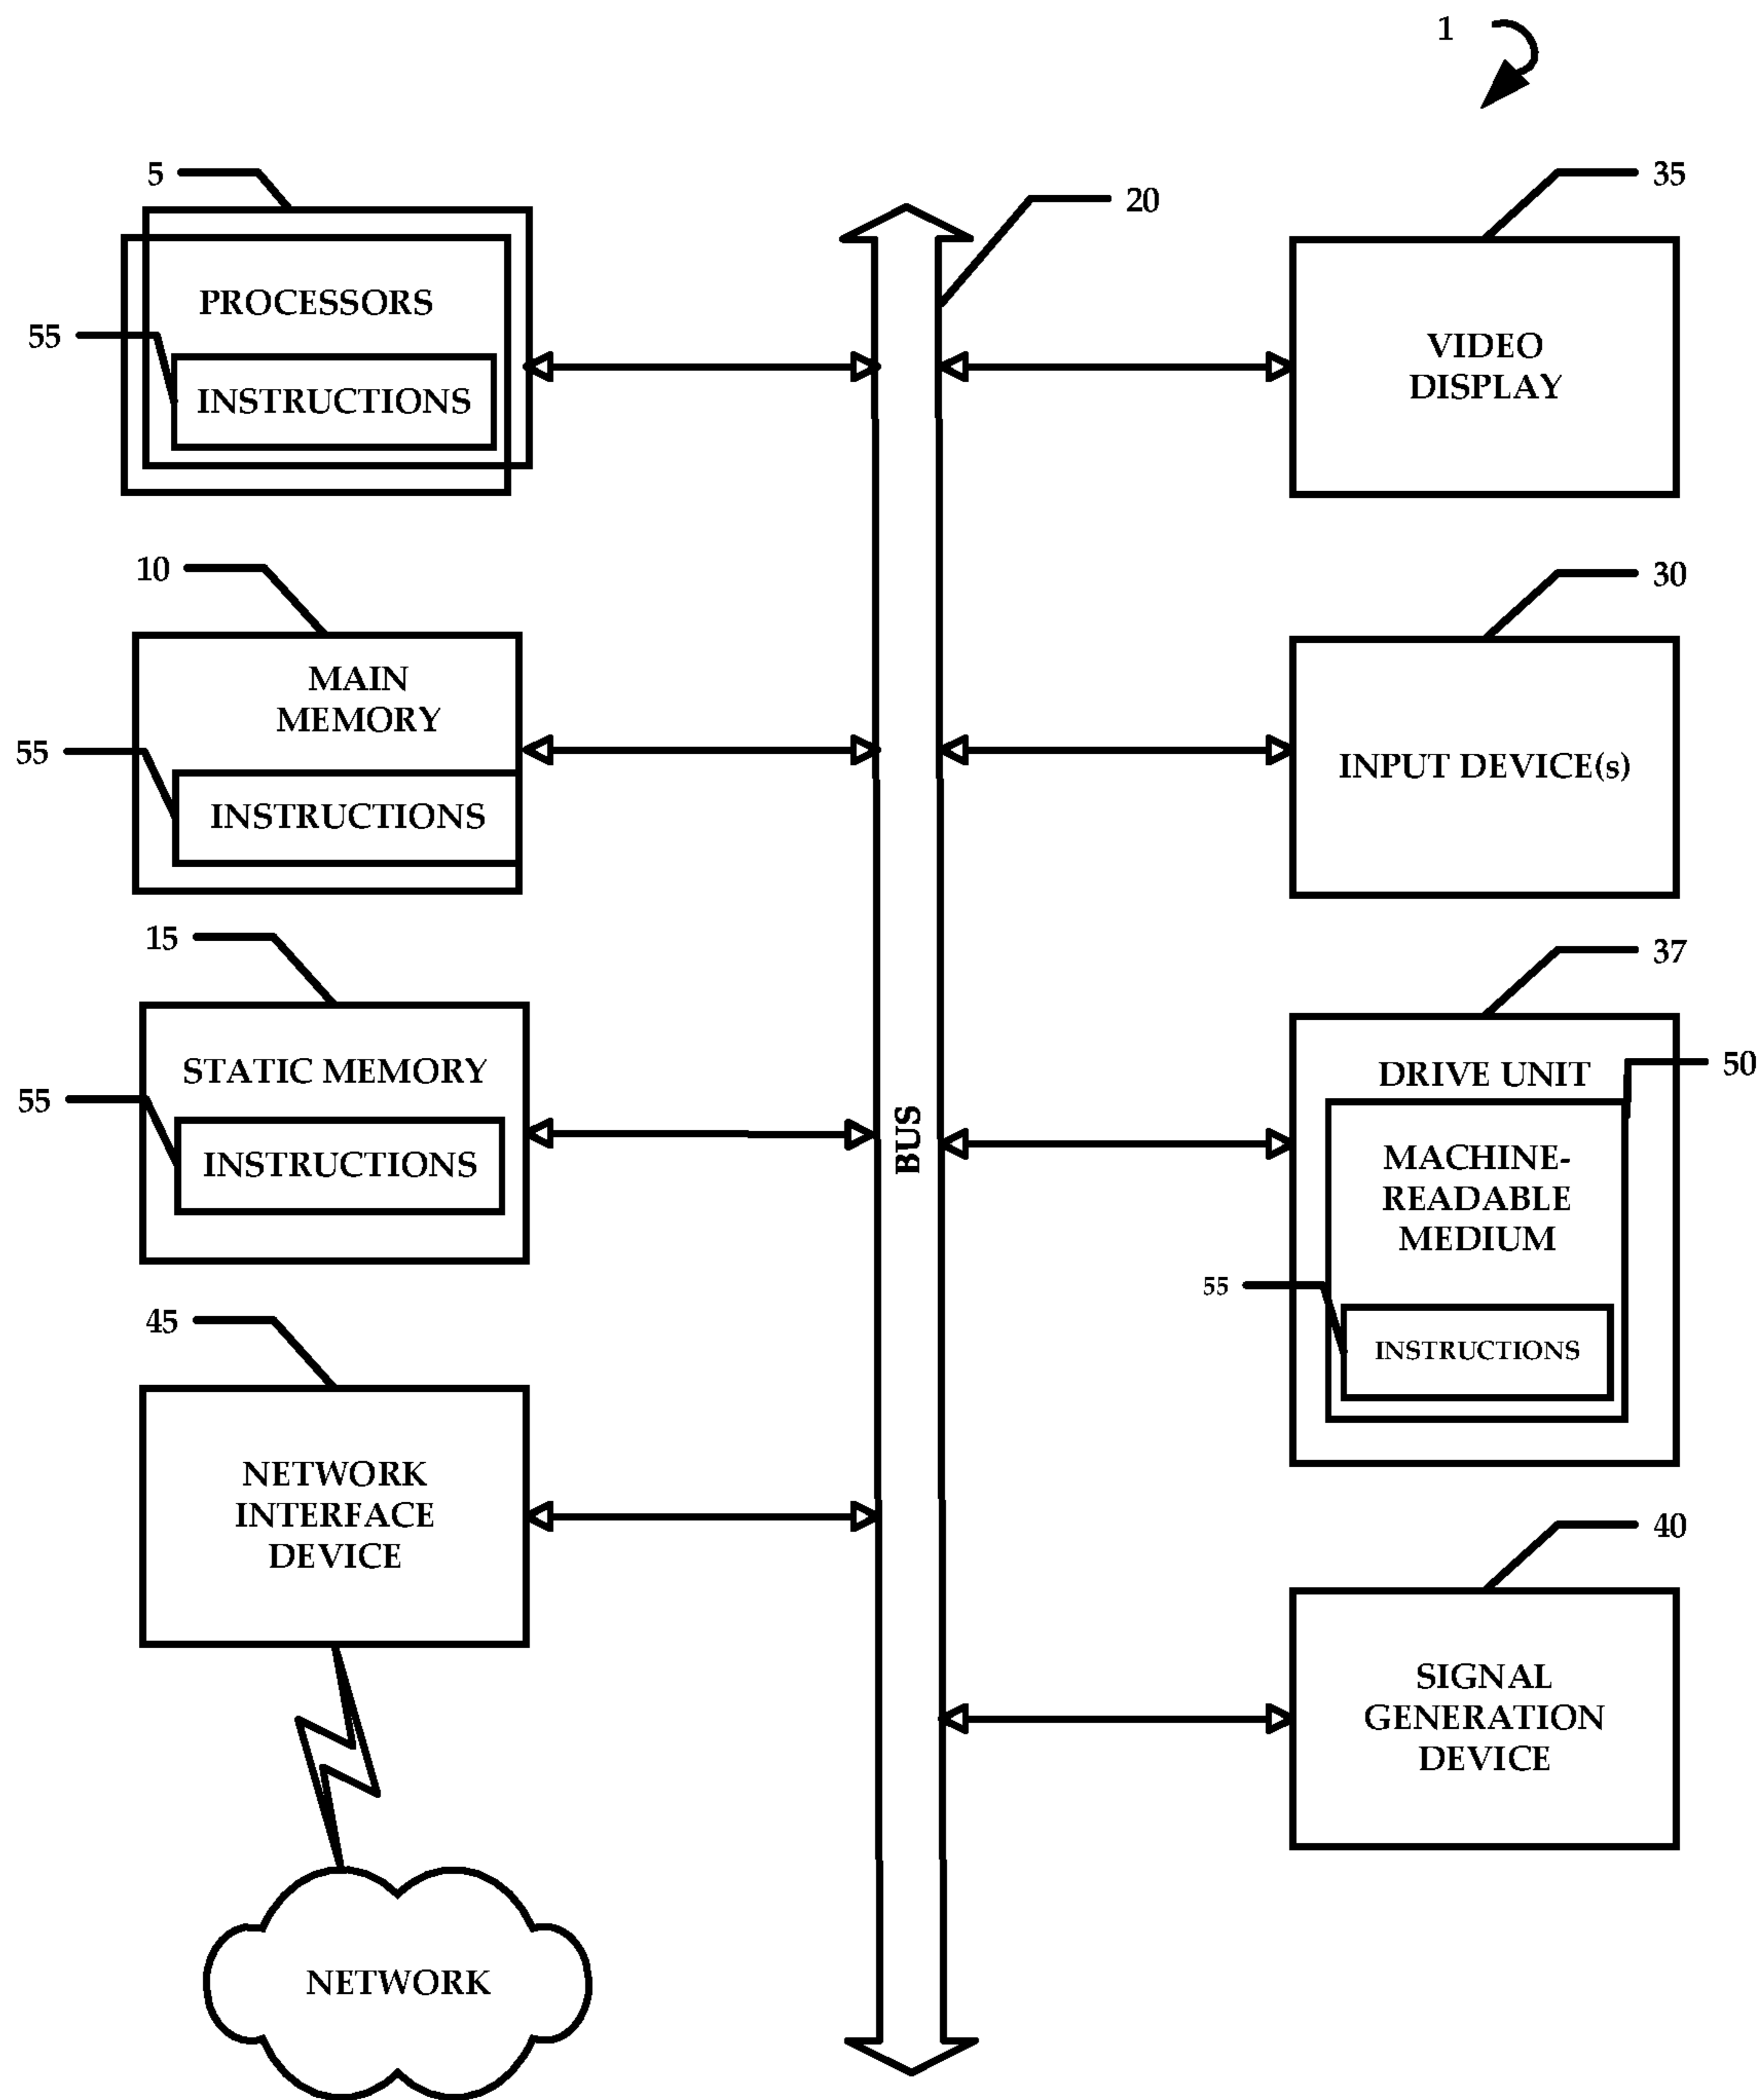 1
5
PROCESSORS
55
INSTRUCTIONS
10
MAIN
MEMORY
55
INSTRUCTIONS
15
STATIC MEMORY
55
INSTRUCTIONS
45
NETWORK
INTERFACE
DEVICE
NETWORK
20
BUS
35
VIDEO
DISPLAY
30
INPUT DEVICE(s)
37
DRIVE UNIT
50
MACHINE-
READABLE
MEDIUM
55
INSTRUCTIONS
40
SIGNAL
GENERATION
DEVICE